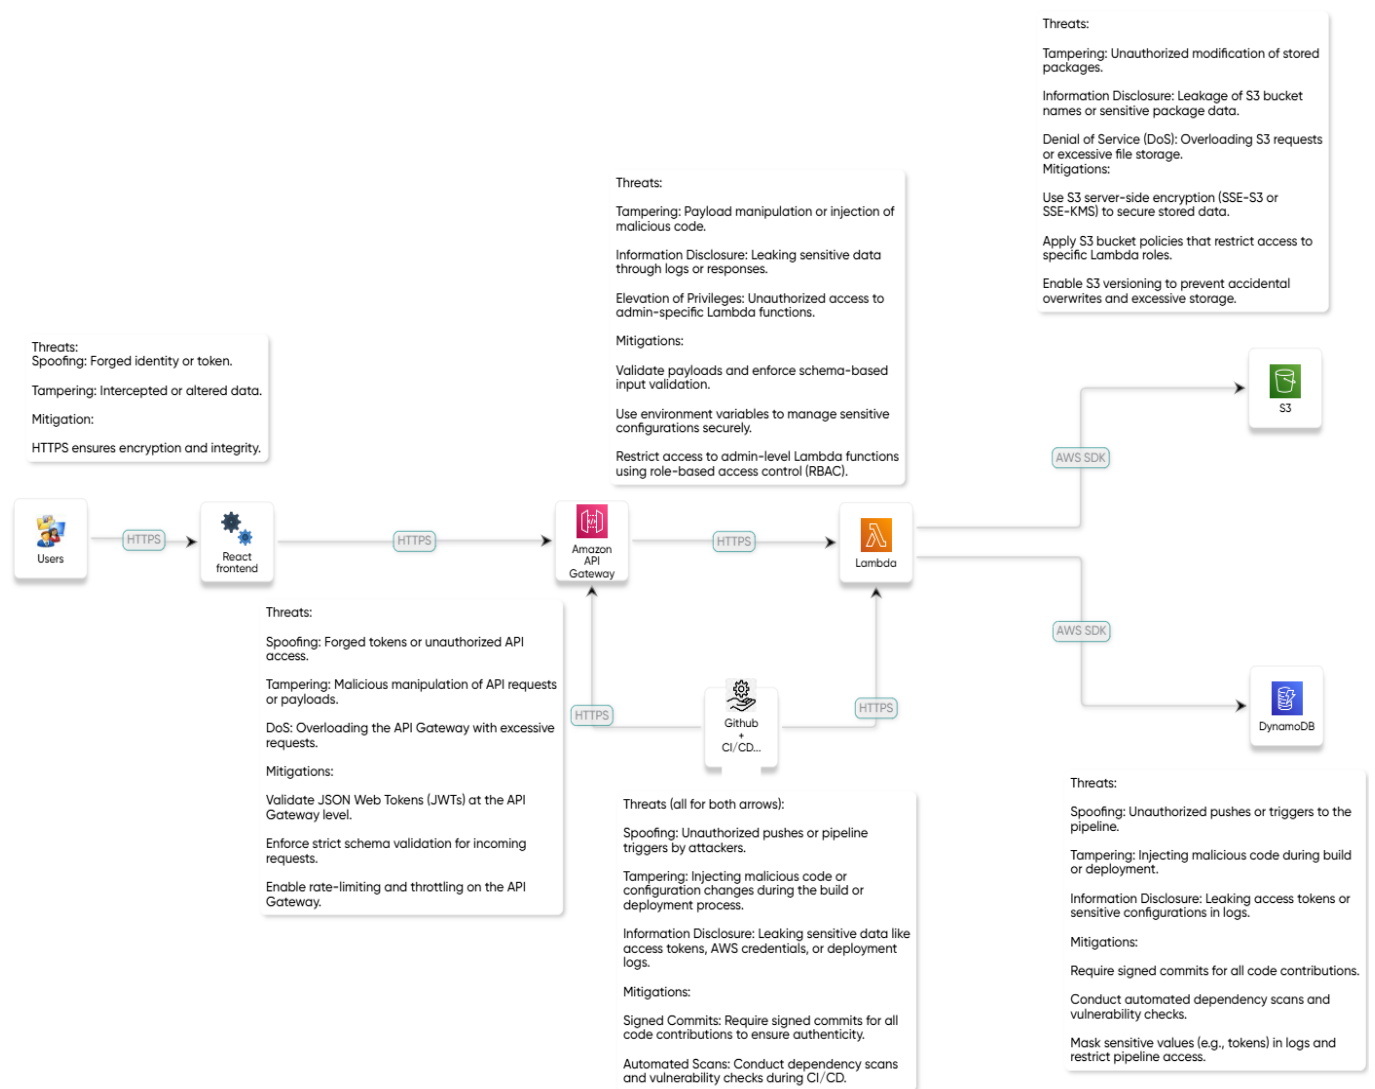 Threats:
Tampering: Unauthorized modification of stored
packages.
Information Disclosure: Leakage of S3 bucket
names or sensitive package data.
Denial of Service (DoS): Overloading S3 requests
or excessive file storage.
Mitigations:
Use S3 server-side encryption (SSE-S3 or
SSE-KMS) to secure stored data.
Apply S3 bucket policies that restrict access to
specific Lambda roles.
Enable S3 versioning to prevent accidental
overwrites and excessive storage.
Threats:
Tampering: Payload manipulation or injection of
malicious code.
Information Disclosure: Leaking sensitive data
through logs or responses.
Elevation of Privileges: Unauthorized access to
admin-specific Lambda functions.
Mitigations:
Validate payloads and enforce schema-based
input validation.
Use environment variables to manage sensitive
configurations securely.
Restrict access to admin-level Lambda functions
using role-based access control (RBAC).
Threats:
Spoofing: Forged identity or token.
Tampering: Intercepted or altered data.
Mitigation:
HTTPS ensures encryption and integrity.
S3
AWS SDK
Users
HTTPS
React
frontend
HTTPS
Amazon
API
Gateway
HTTPS
Lambda
AWS SDK
DynamoDB
HTTPS
Github
+
CI/CD...
HTTPS
Threats:
Spoofing: Forged tokens or unauthorized API
access.
Tampering: Malicious manipulation of API requests
or payloads.
DoS: Overloading the API Gateway with excessive
requests.
Mitigations:
Validate JSON Web Tokens (JWTs) at the API
Gateway level.
Enforce strict schema validation for incoming
requests.
Enable rate-limiting and throttling on the API
Gateway.
Threats (all for both arrows):
Spoofing: Unauthorized pushes or pipeline
triggers by attackers.
Tampering: Injecting malicious code or
configuration changes during the build or
deployment process.
Information Disclosure: Leaking sensitive data like
access tokens, AWS credentials, or deployment
logs.
Mitigations:
Signed Commits: Require signed commits for all
code contributions to ensure authenticity.
Automated Scans: Conduct dependency scans
and vulnerability checks during CI/CD.
Threats:
Spoofing: Unauthorized pushes or triggers to the
pipeline.
Tampering: Injecting malicious code during build
or deployment.
Information Disclosure: Leaking access tokens or
sensitive configurations in logs.
Mitigations:
Require signed commits for all code contributions.
Conduct automated dependency scans and
vulnerability checks.
Mask sensitive values (e.g., tokens) in logs and
restrict pipeline access.